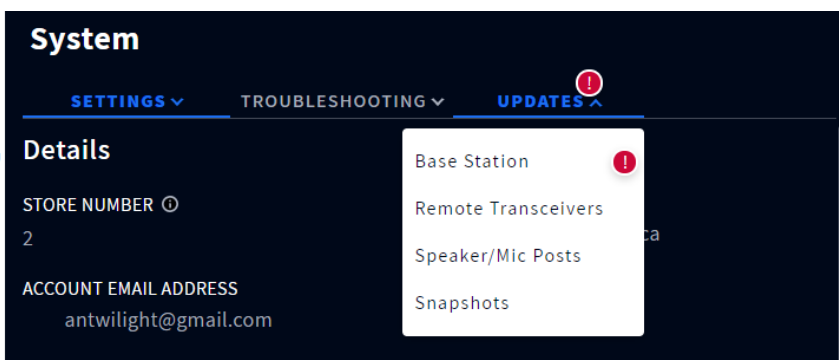 System
SETTINGS TROUBLESHOOTING UPDATES !
Details
Base Station !
STORE NUMBER
Remote Transceivers
2
ca
Speaker/Mic Posts
ACCOUNT EMAIL ADDRESS
Snapshots
antwilight@gmail.com